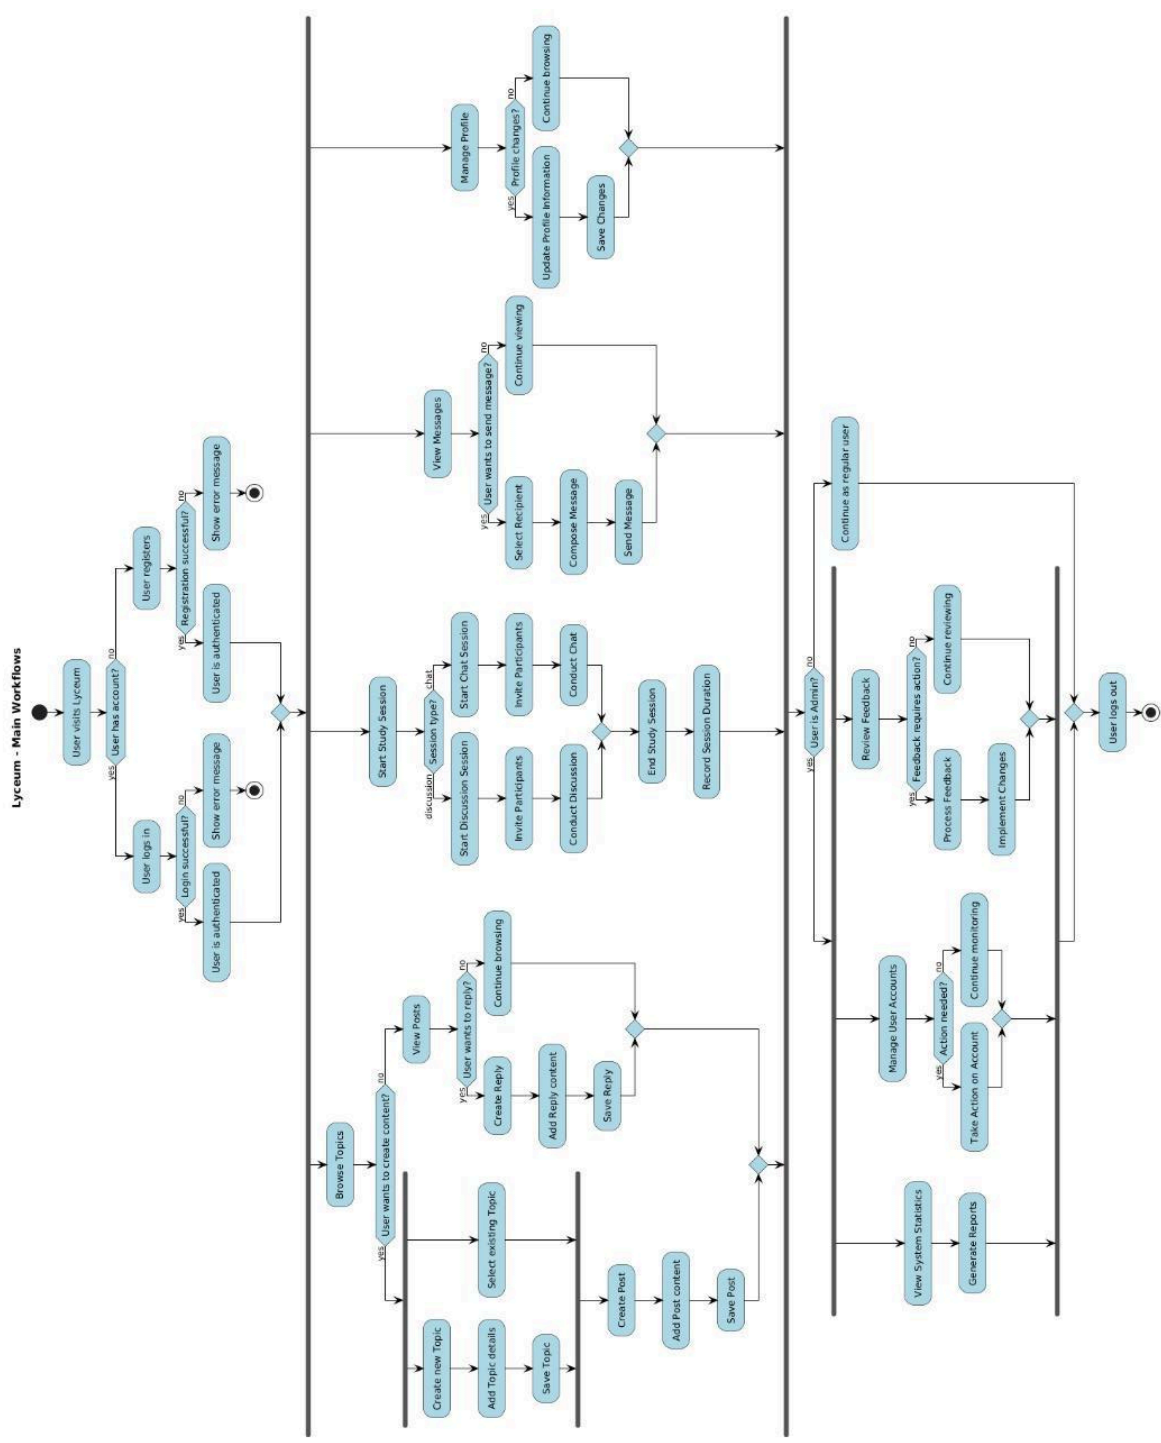 Lyceum - Main Workflows
User visits Lyceum
User has account?
yes
no
User logs in
Login successful?
yes
no
User is authenticated
Show error message
User registers
Registration successful?
yes
no
User is authenticated
Show error message
Browse Topics
User wants to create content?
yes
no
Create new Topic
Add Topic details
Save Topic
Select existing Topic
Create Post
Add Post content
Save Post
View Posts
User wants to reply?
yes
no
Create Reply
Add Reply content
Save Reply
Continue browsing
Start Study Session
Session type?
discussion
chat
Start Discussion Session
Invite Participants
Conduct Discussion
Start Chat Session
Invite Participants
Conduct Chat
End Study Session
Record Session Duration
View Messages
User wants to send message?
yes
no
Select Recipient
Compose Message
Send Message
Continue viewing
Manage Profile
Profile changes?
yes
no
Update Profile Information
Save Changes
Continue browsing
User is Admin?
yes
no
View System Statistics
Generate Reports
Manage User Accounts
Action needed?
yes
no
Take Action on Account
Continue monitoring
Review Feedback
Feedback requires action?
yes
no
Process Feedback
Implement Changes
Continue reviewing
Continue as regular user
User logs out